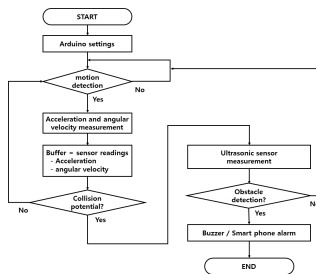 START
Arduino settings
motion
detection
No
Yes
Acceleration and angular
velocity measurement
Buffer = sensor readings
- Acceleration
- angular velocity
Collision
potential?
No
Yes
Ultrasonic sensor
measurement
Obstacle
detection?
No
Yes
Buzzer / Smart phone alarm
END